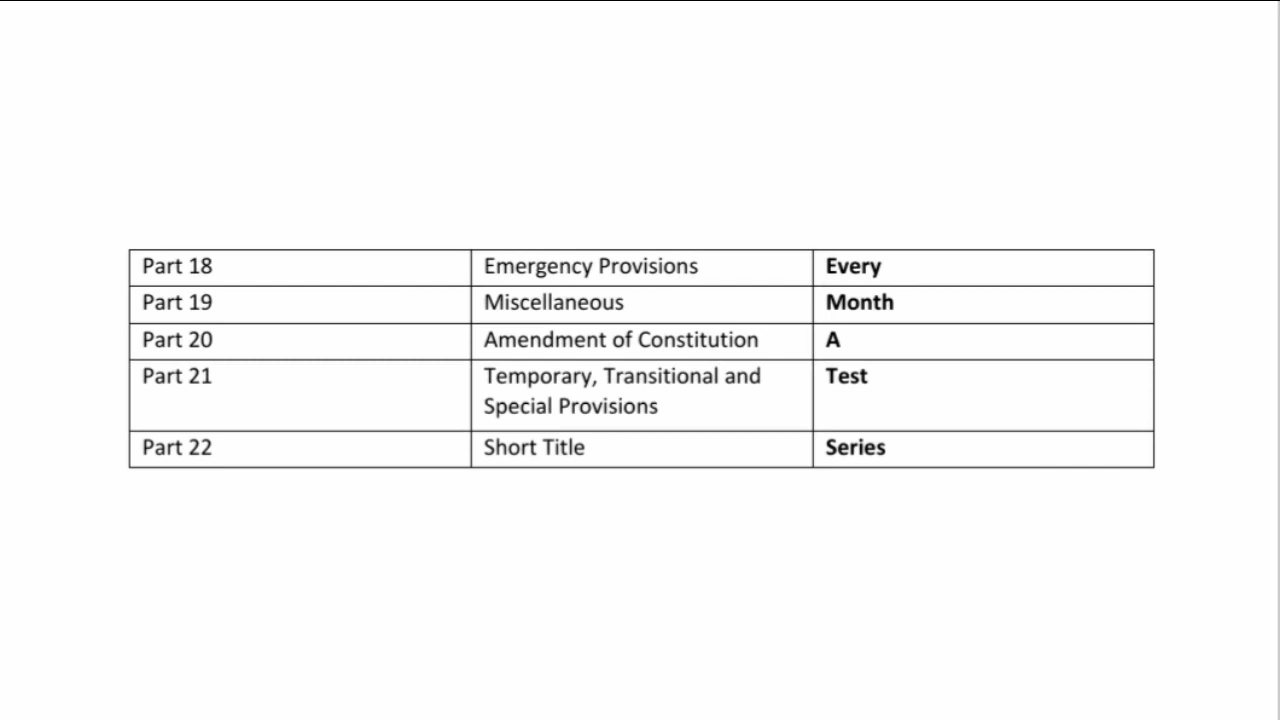 Part 18 Emergency Provisions Every
Part 19 Miscellaneous Month
Part 20 Amendment of Constitution A
Part 21 Temporary, Transitional and Test
Special Provisions
Part 22 Short Title Series